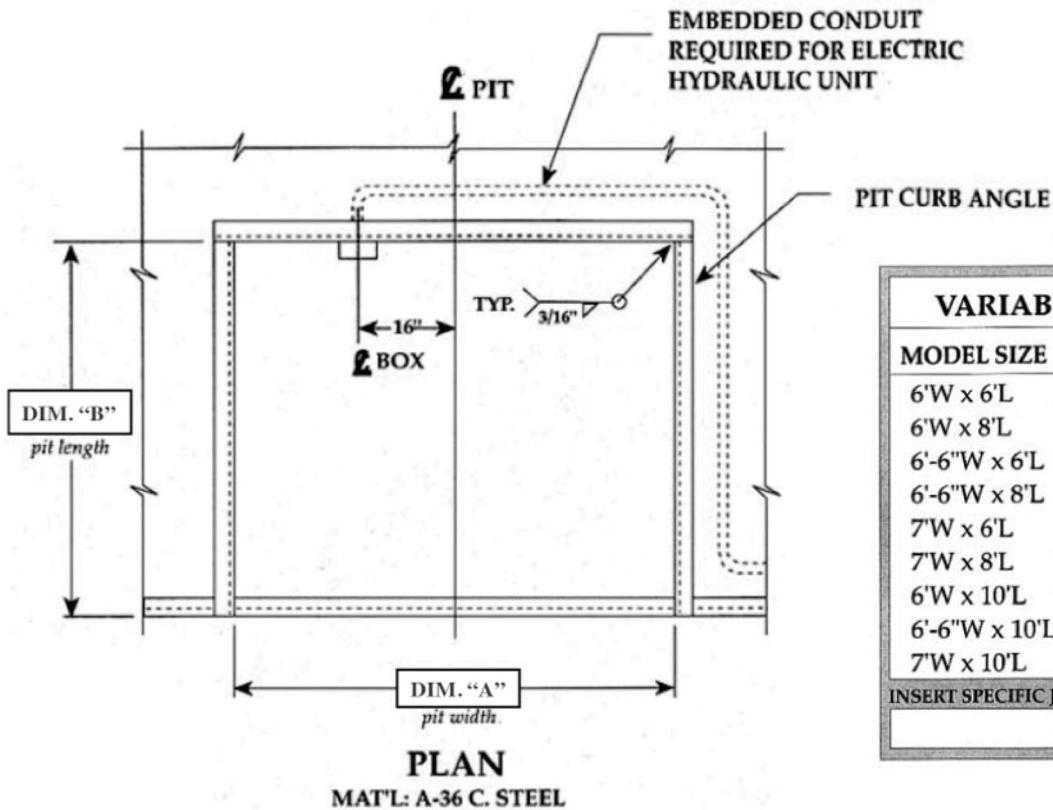 EMBEDDED CONDUIT
REQUIRED FOR ELECTRIC
HYDRAULIC UNIT
℄ PIT
PIT CURB ANGLE
TYP.
3/16"
16"
℄ BOX
DIM. “B”
pit length
DIM. “A”
pit width
PLAN
MAT'L: A-36 C. STEEL
VARIAB
MODEL SIZE
6'W x 6'L
6'W x 8'L
6'-6"W x 6'L
6'-6"W x 8'L
7'W x 6'L
7'W x 8'L
6'W x 10'L
6'-6"W x 10'L
7'W x 10'L
INSERT SPECIFIC